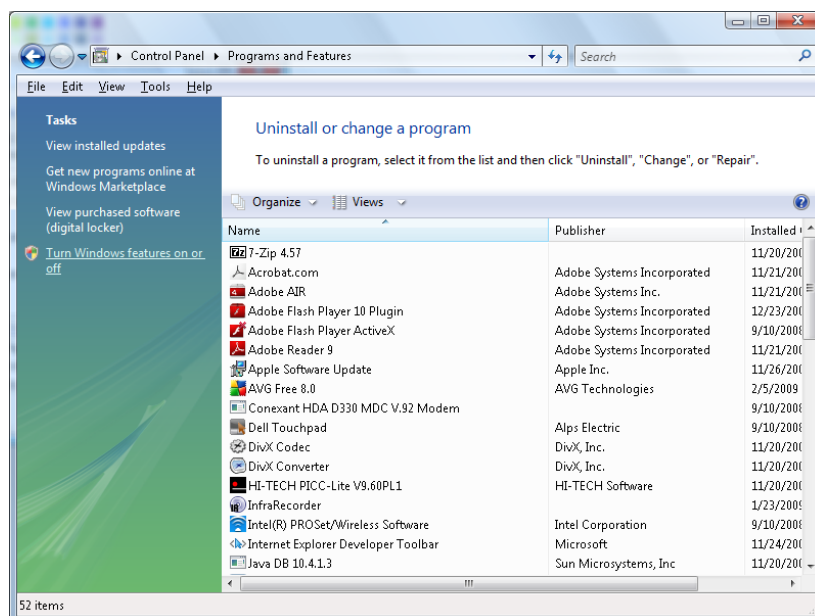 Control Panel ▸ Programs and Features
Search
File Edit View Tools Help
Tasks
View installed updates
Get new programs online at
Windows Marketplace
View purchased software
(digital locker)
Turn Windows features on or
off
Uninstall or change a program
To uninstall a program, select it from the list and then click "Uninstall", "Change", or "Repair".
Organize Views
Name Publisher Installed
7-Zip 4.57 11/20/200
Acrobat.com Adobe Systems Incorporated 11/21/200
Adobe AIR Adobe Systems Inc. 11/21/200
Adobe Flash Player 10 Plugin Adobe Systems Incorporated 12/23/200
Adobe Flash Player ActiveX Adobe Systems Incorporated 9/10/2008
Adobe Reader 9 Adobe Systems Incorporated 11/21/200
Apple Software Update Apple Inc. 11/26/200
AVG Free 8.0 AVG Technologies 2/5/2009
Conexant HDA D330 MDC V.92 Modem 9/10/2008
Dell Touchpad Alps Electric 9/10/2008
DivX Codec DivX, Inc. 11/20/200
DivX Converter DivX, Inc. 11/20/200
HI-TECH PICC-Lite V9.60PL1 HI-TECH Software 11/20/200
InfraRecorder 1/23/2009
Intel(R) PROSet/Wireless Software Intel Corporation 9/10/2008
Internet Explorer Developer Toolbar Microsoft 11/24/200
Java DB 10.4.1.3 Sun Microsystems, Inc 11/20/200
52 items